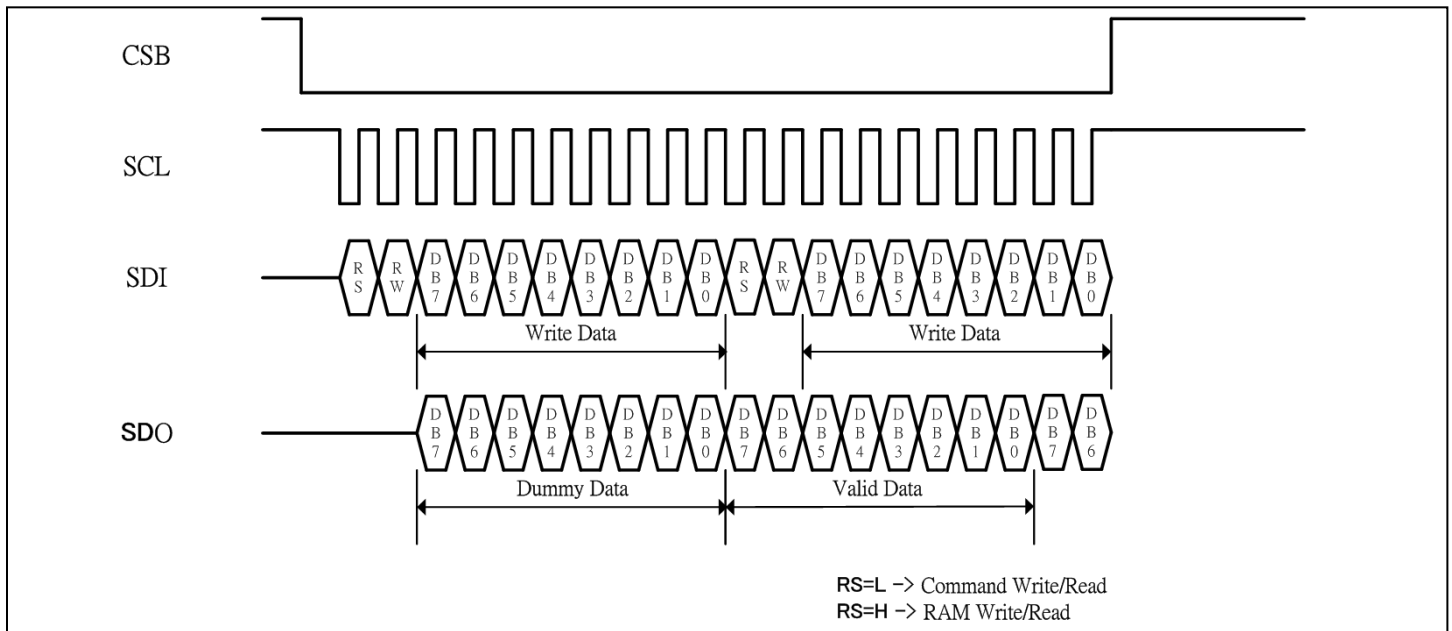 CSB
SCL
SDI
RS RW DB7 DB6 DB5 DB4 DB3 DB2 DB1 DB0 RS RW DB7 DB6 DB5 DB4 DB3 DB2 DB1 DB0
Write Data Write Data
SDO
DB7 DB6 DB5 DB4 DB3 DB2 DB1 DB0 DB7 DB6 DB5 DB4 DB3 DB2 DB1 DB0 DB7 DB6
Dummy Data Valid Data
RS=L -> Command Write/Read
RS=H -> RAM Write/Read